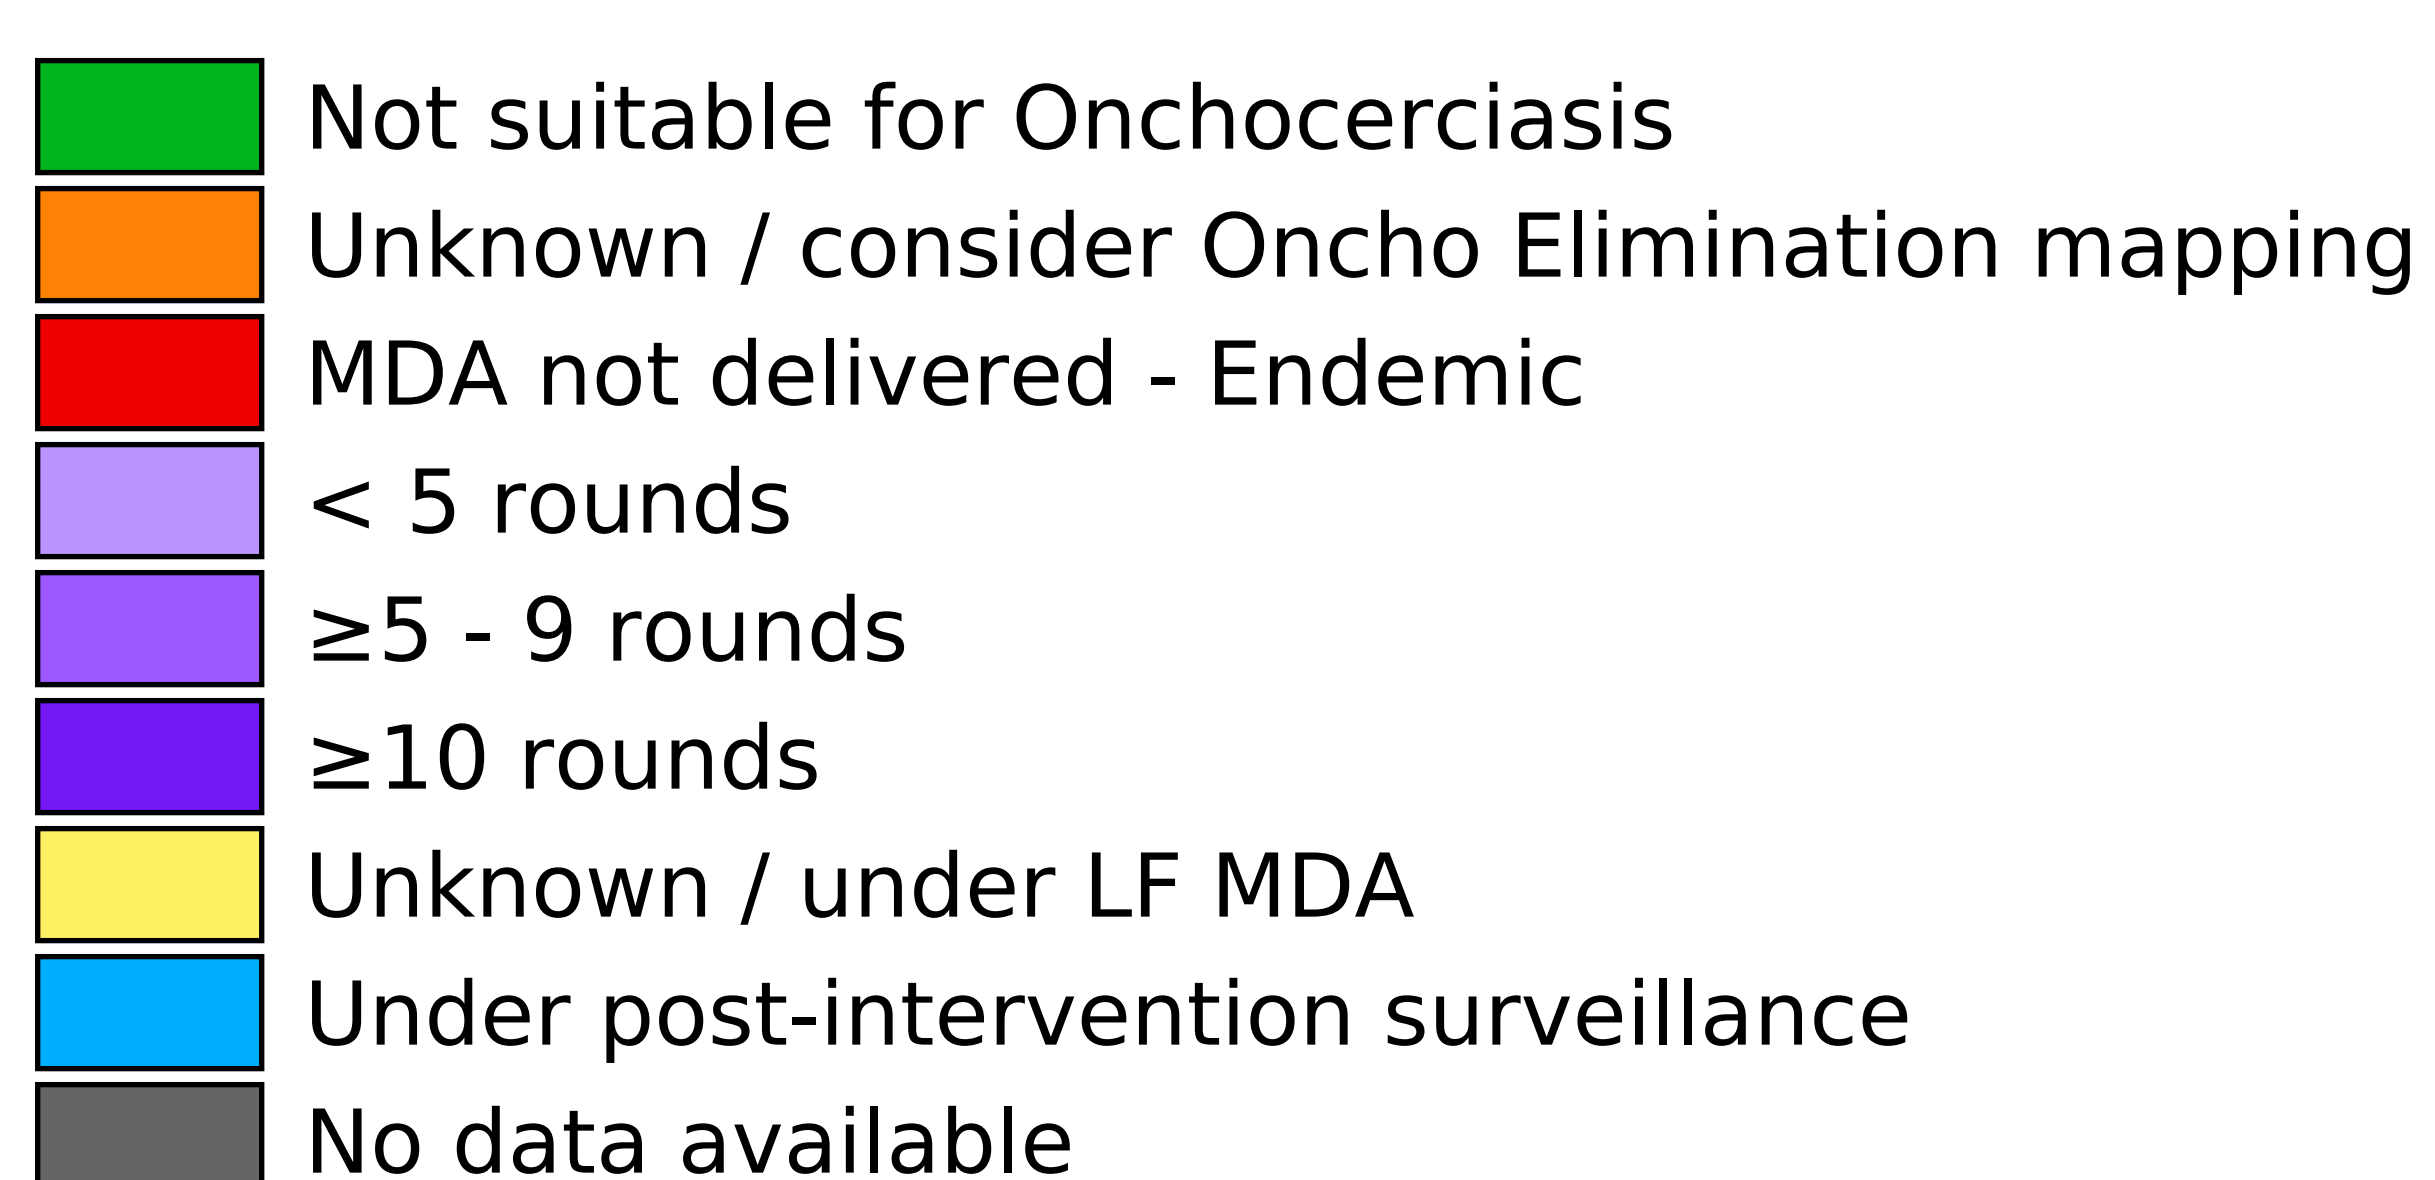 Not suitable for Onchocerciasis
Unknown / consider Oncho Elimination mapping
MDA not delivered - Endemic
< 5 rounds
≥5 - 9 rounds
≥10 rounds
Unknown / under LF MDA
Under post-intervention surveillance
No data available